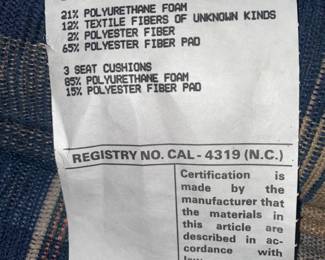 21% POLYURETHANE FOAM
12% TEXTILE FIBERS OF UNKNOWN KINDS
2% POLYESTER FIBER
65% POLYESTER FIBER PAD
3 SEAT CUSHIONS
85% POLYURETHANE FOAM
15% POLYESTER FIBER PAD
REGISTRY NO. CAL - 4319 (N.C.)
Certification is
made by the
manufacturer that
the materials in
this article are
described in ac-
cordance with